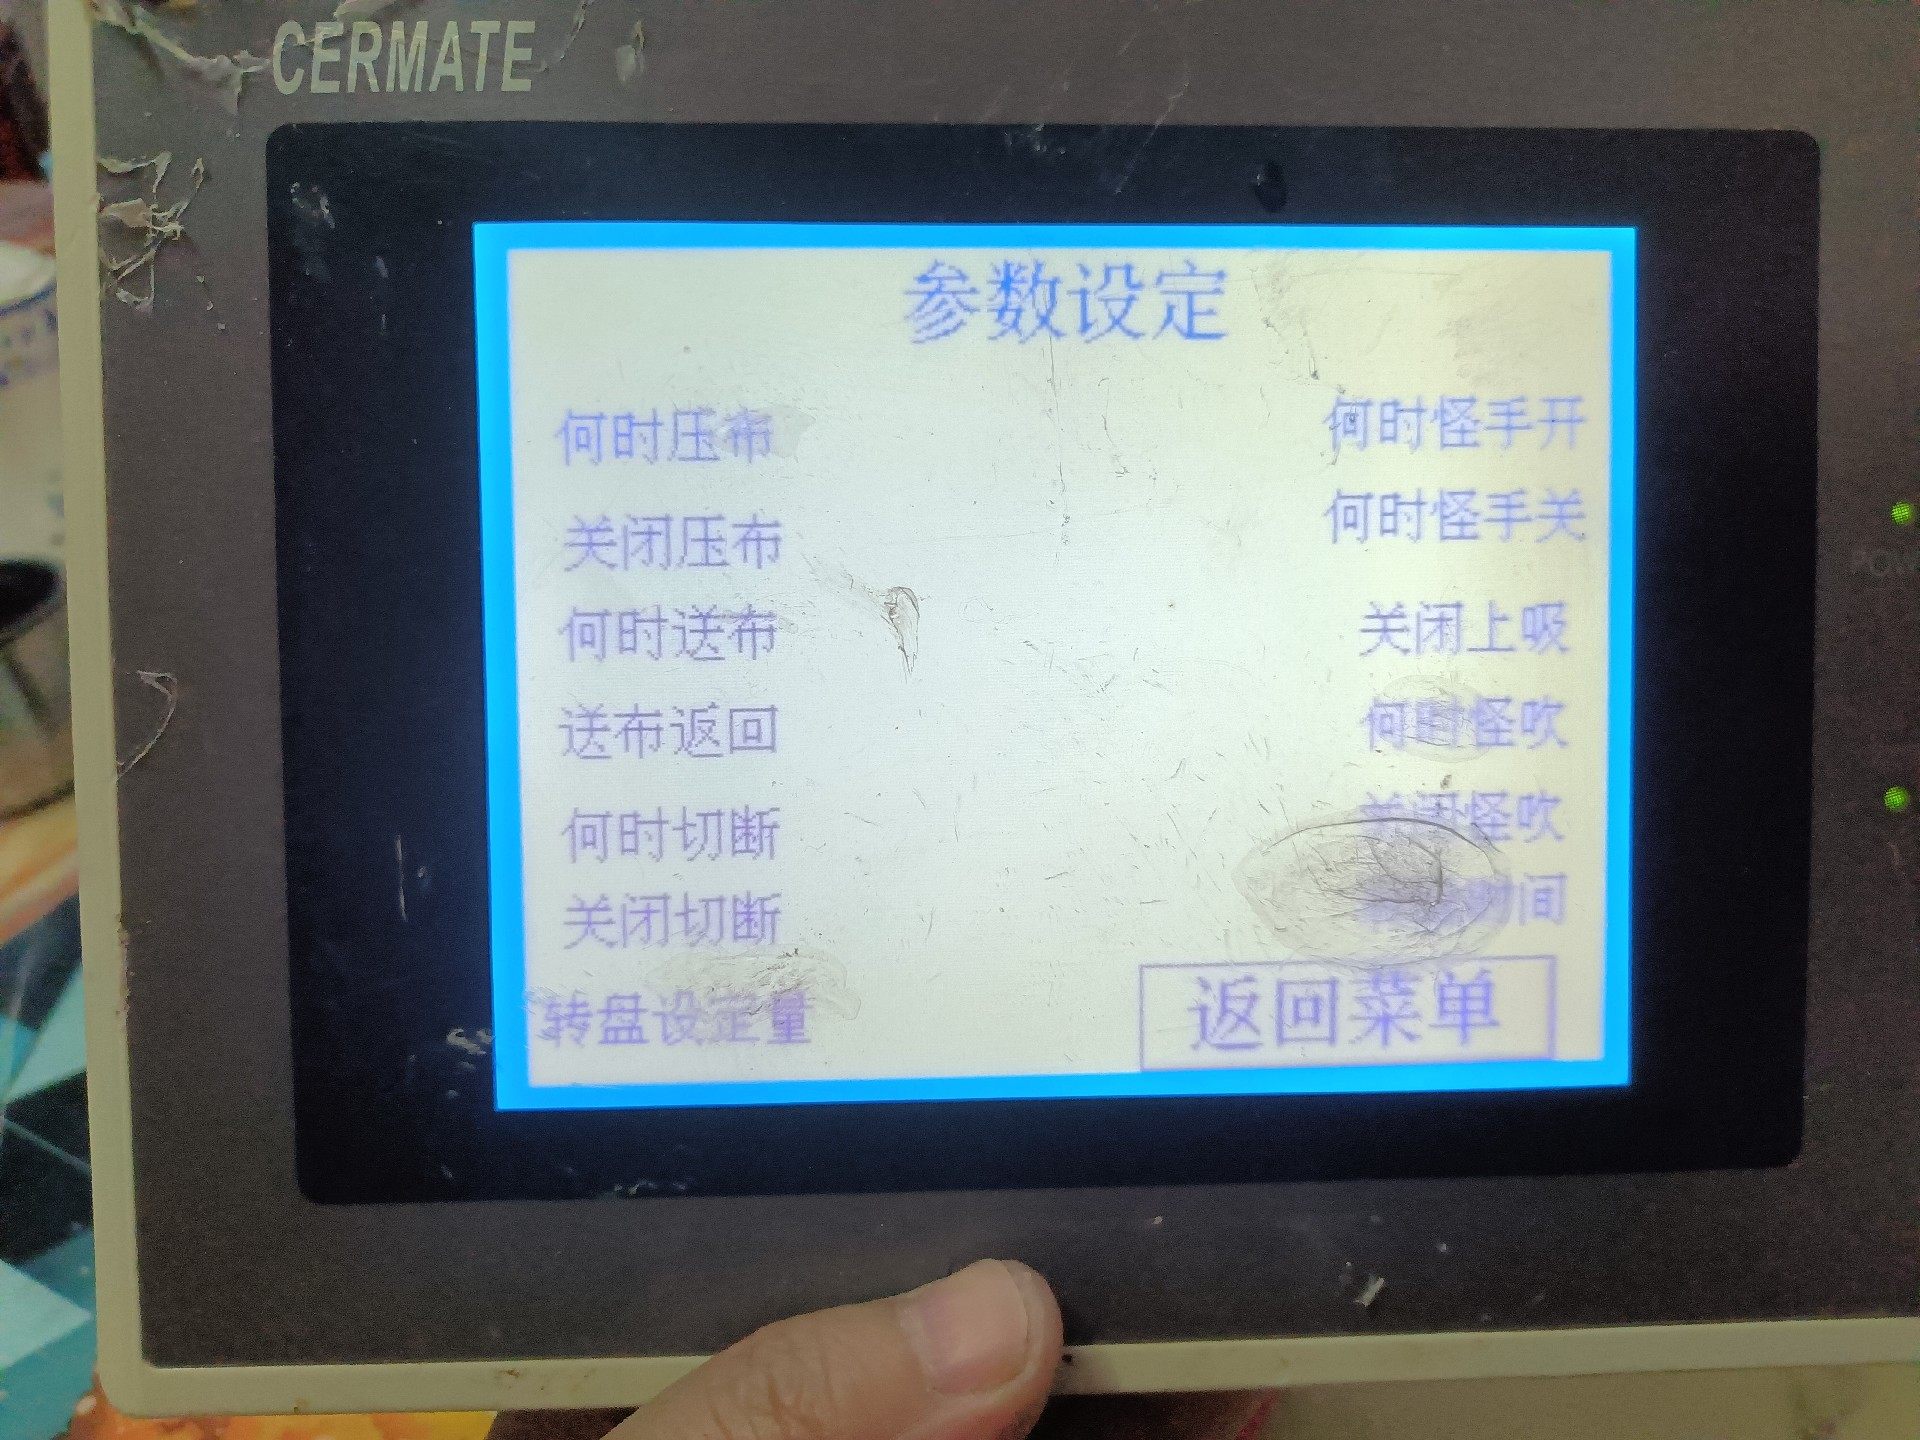 CERMATE
参数设定
何时压布
关闭压布
何时送布
送布返回
何时切断
关闭切断
转盘设定量
何时怪手开
何时怪手关
关闭上吸
何时怪吹
关闭怪吹
时间
返回菜单